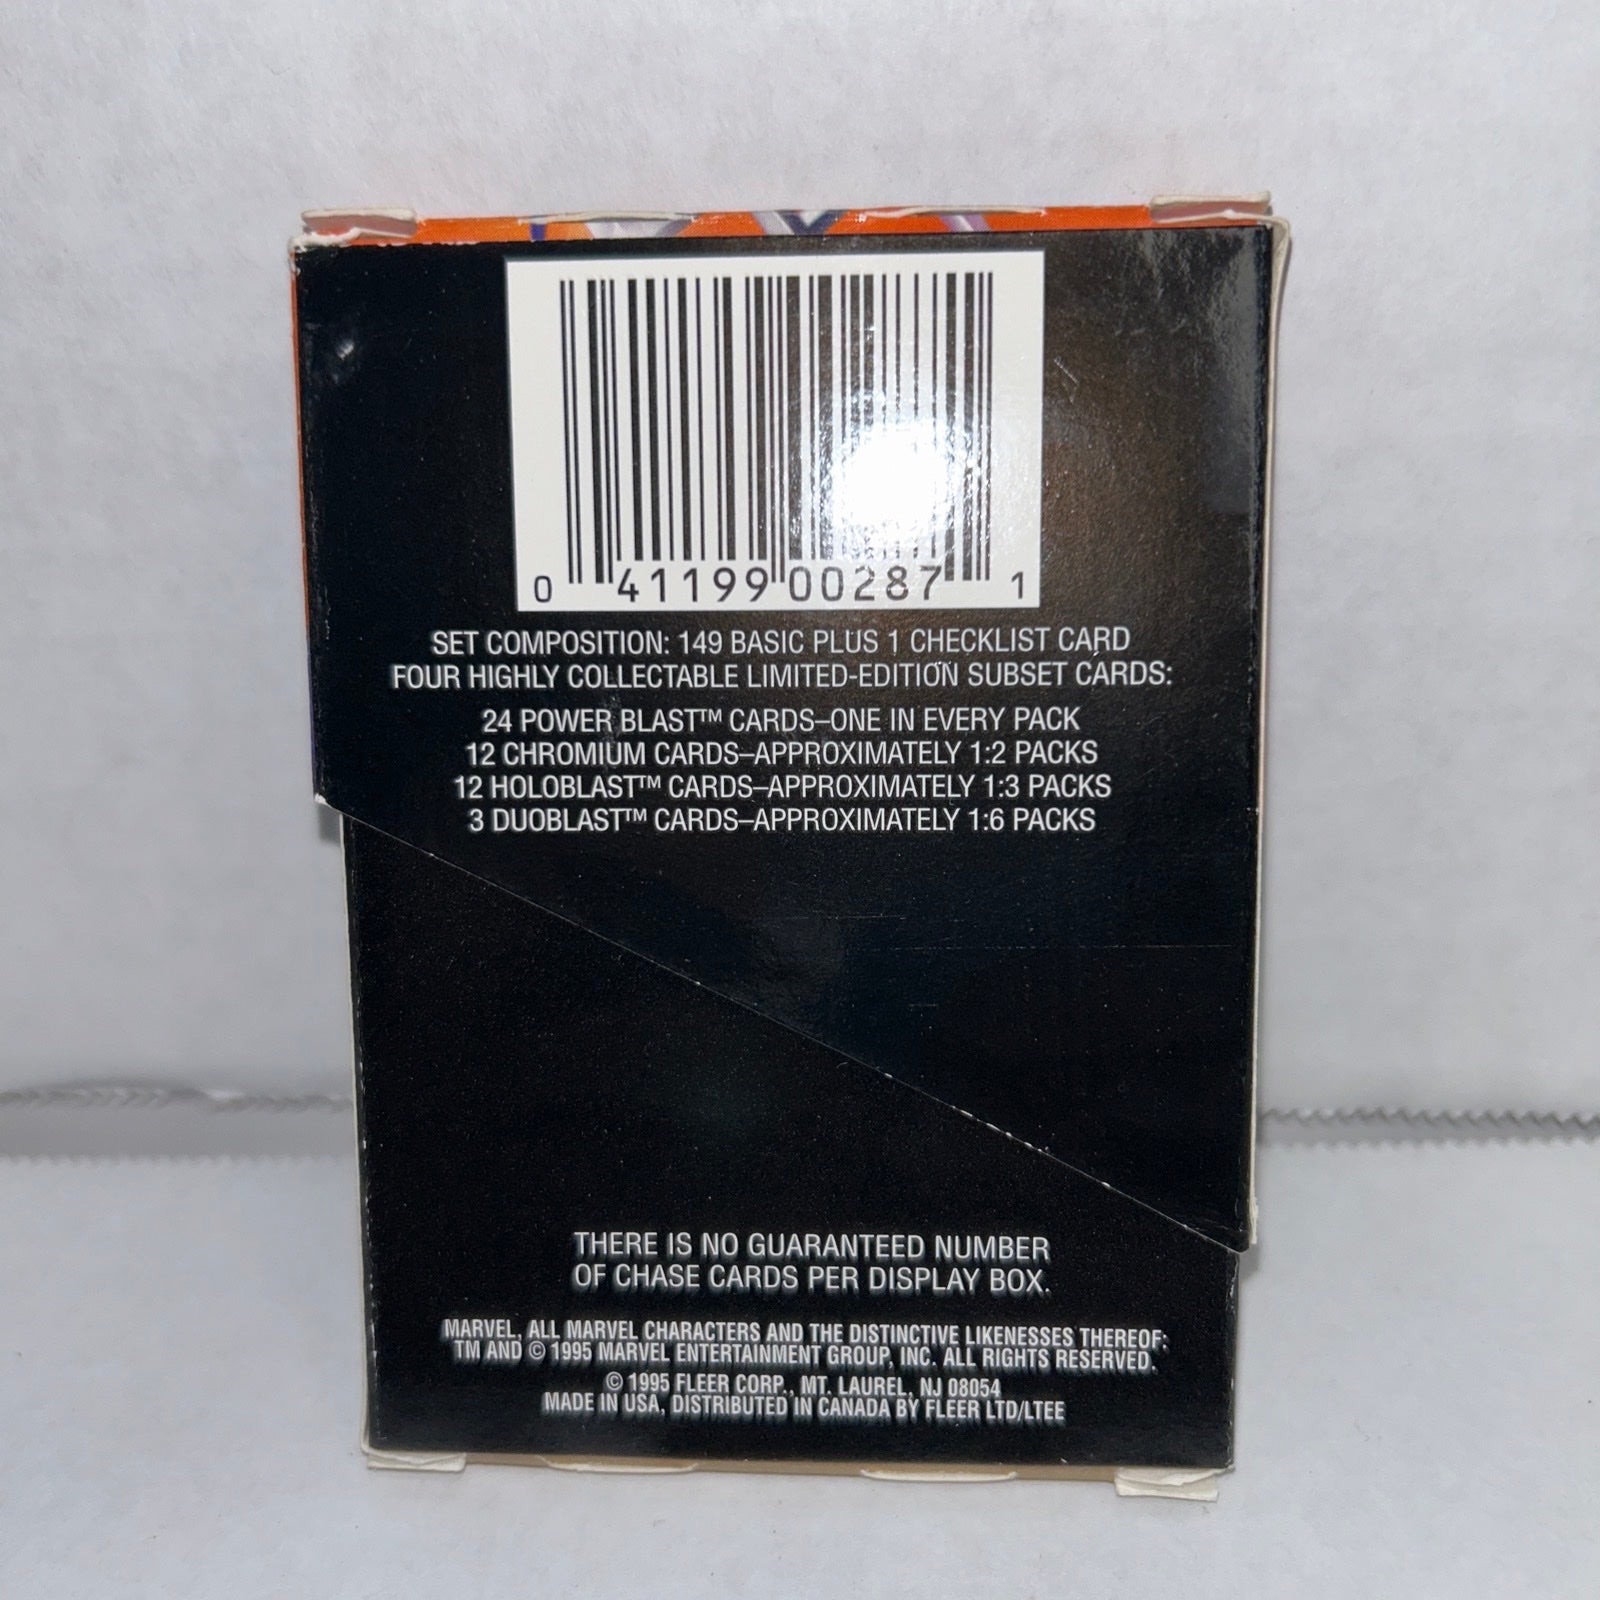 0 41199 00287 1
SET COMPOSITION: 149 BASIC PLUS 1 CHECKLIST CARD
FOUR HIGHLY COLLECTABLE LIMITED-EDITION SUBSET CARDS:
24 POWER BLAST™ CARDS–ONE IN EVERY PACK
12 CHROMIUM CARDS–APPROXIMATELY 1:2 PACKS
12 HOLOBLAST™ CARDS–APPROXIMATELY 1:3 PACKS
3 DUOBLAST™ CARDS–APPROXIMATELY 1:6 PACKS
THERE IS NO GUARANTEED NUMBER
OF CHASE CARDS PER DISPLAY BOX.
MARVEL, ALL MARVEL CHARACTERS AND THE DISTINCTIVE LIKENESSES THEREOF:
TM AND © 1995 MARVEL ENTERTAINMENT GROUP, INC. ALL RIGHTS RESERVED.
© 1995 FLEER CORP., MT. LAUREL, NJ 08054
MADE IN USA, DISTRIBUTED IN CANADA BY FLEER LTD/LTEE